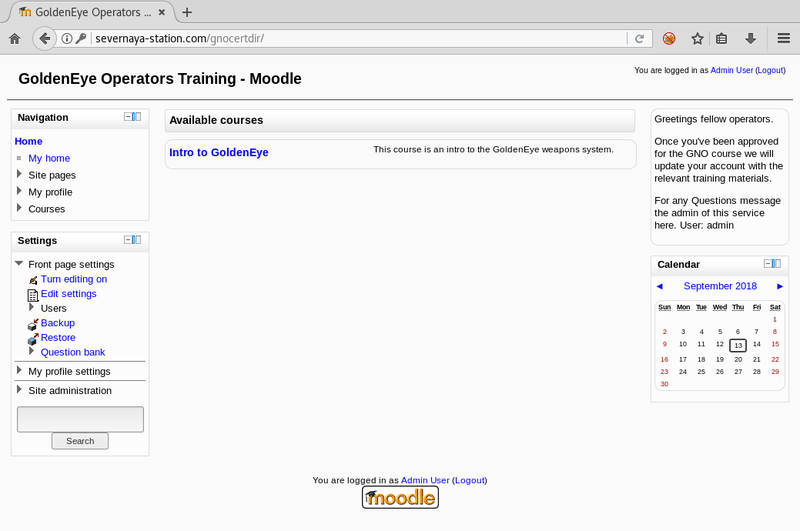 GoldenEye Operators ...
severnaya-station.com/gnocertdir/
GoldenEye Operators Training - Moodle
You are logged in as Admin User (Logout)
Navigation
Home
My home
Site pages
My profile
Courses
Settings
Front page settings
Turn editing on
Edit settings
Users
Backup
Restore
Question bank
My profile settings
Site administration
Search
Available courses
Intro to GoldenEye
This course is an intro to the GoldenEye weapons system.
Greetings fellow operators.
Once you've been approved
for the GNO course we will
update your account with the
relevant training materials.
For any Questions message
the admin of this service
here. User: admin
Calendar
◄ September 2018 ►
Sun Mon Tue Wed Thu Fri Sat
1
2 3 4 5 6 7 8
9 10 11 12 13 14 15
16 17 18 19 20 21 22
23 24 25 26 27 28 29
30
You are logged in as Admin User (Logout)
moodle